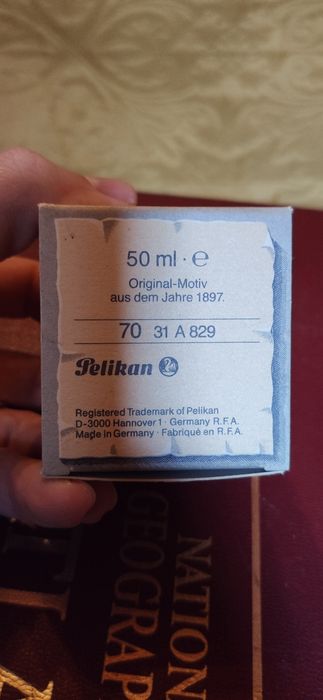 50 ml · ℮
Original-Motiv
aus dem Jahre 1897.
70 31 A 829
Pelikan
Registered Trademark of Pelikan
D-3000 Hannover 1 · Germany R.F.A.
Made in Germany · Fabriqué en R.F.A.
NATION
GEOGRAP